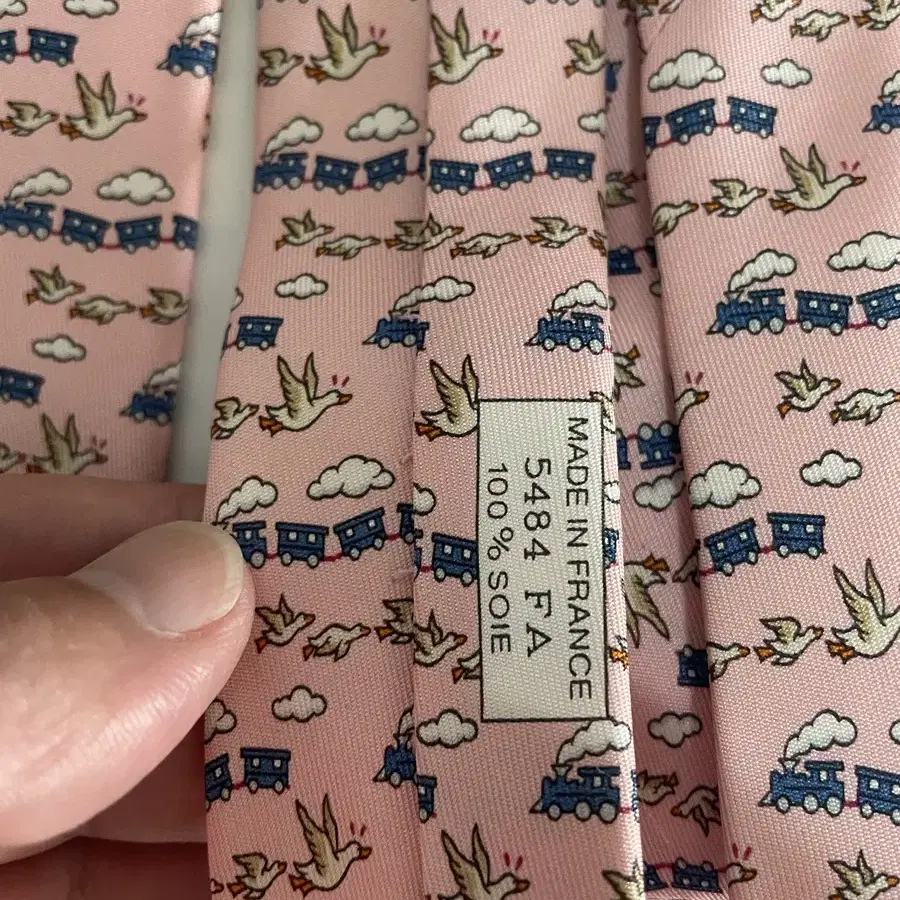 MADE IN FRANCE
5484 FA
100% SOIE